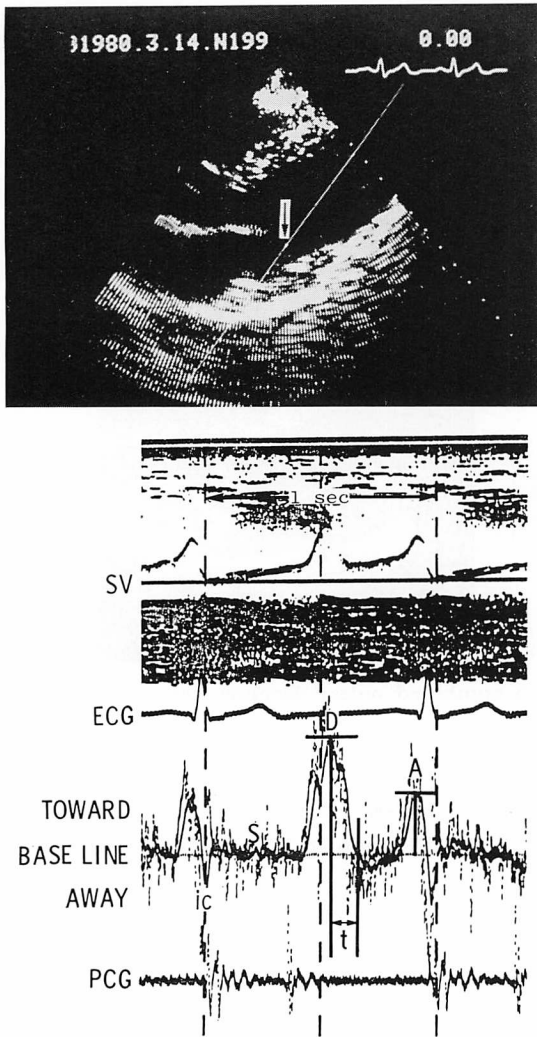 31980.3.14.N199 0.00
1 sec
SV
ECG
D
A
TOWARD
S
BASE LINE
AWAY
ic
t
PCG